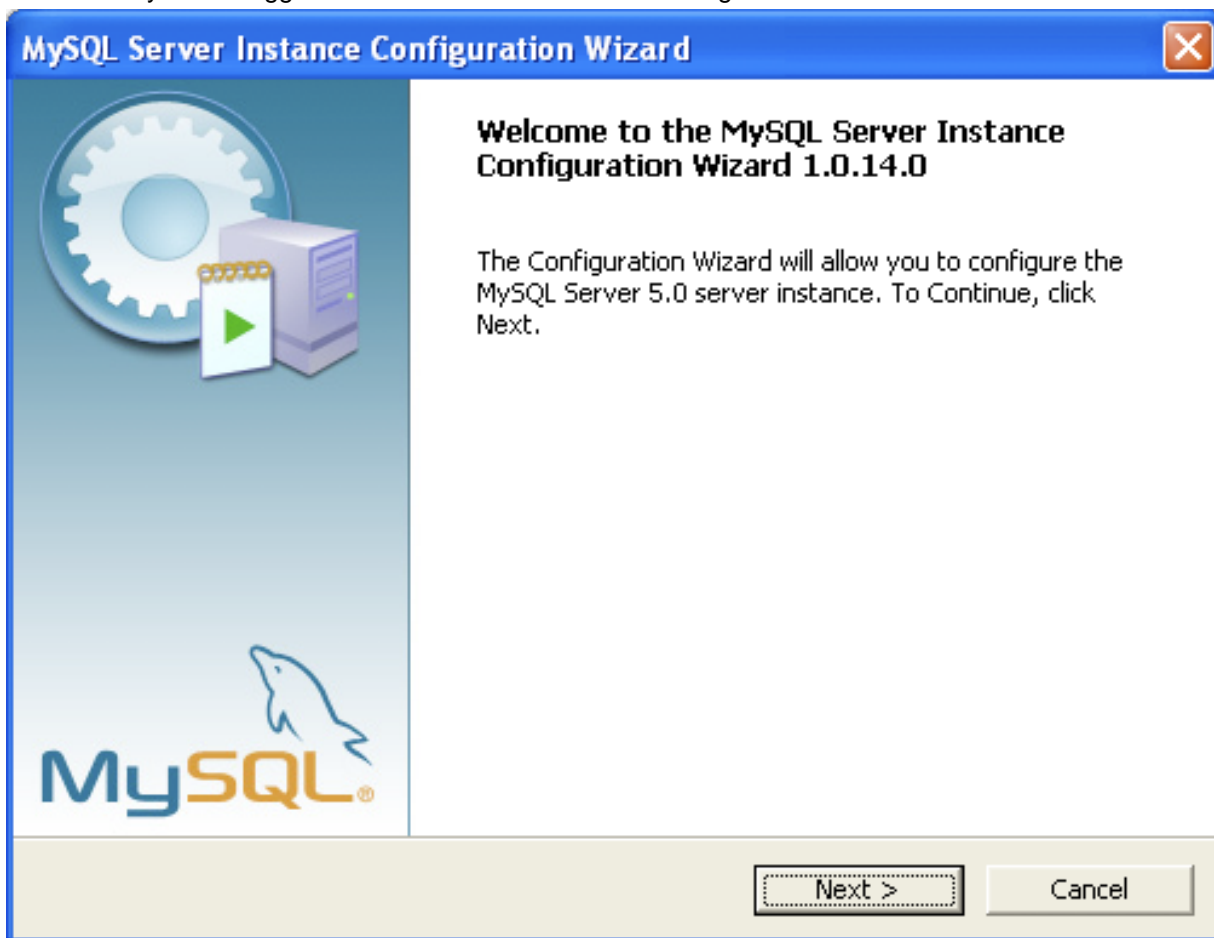 MySQL Server Instance Configuration Wizard
Welcome to the MySQL Server Instance
Configuration Wizard 1.0.14.0
The Configuration Wizard will allow you to configure the
MySQL Server 5.0 server instance. To Continue, click
Next.
MySQL®
Next >
Cancel